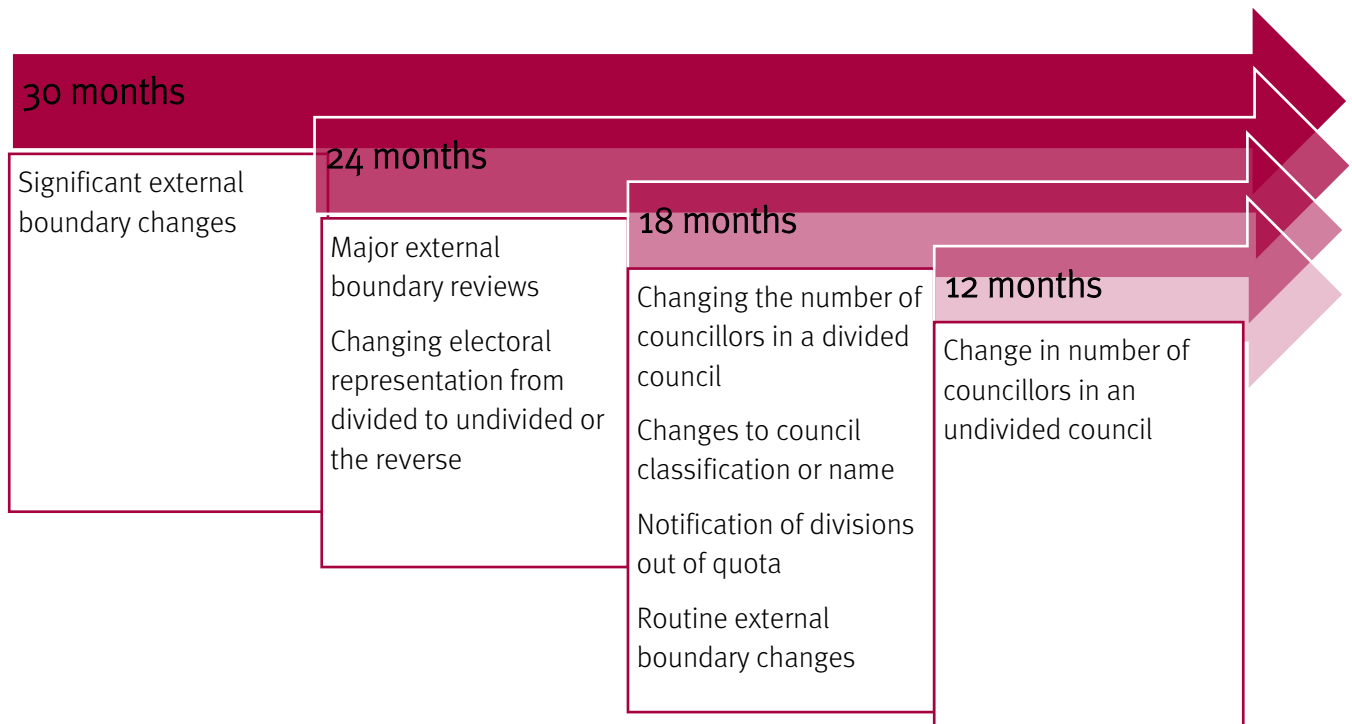 30 months
Significant external
boundary changes
24 months
Major external
boundary reviews
Changing electoral
representation from
divided to undivided or
the reverse
18 months
Changing the number of
councillors in a divided
council
Changes to council
classification or name
Notification of divisions
out of quota
Routine external
boundary changes
12 months
Change in number of
councillors in an
undivided council